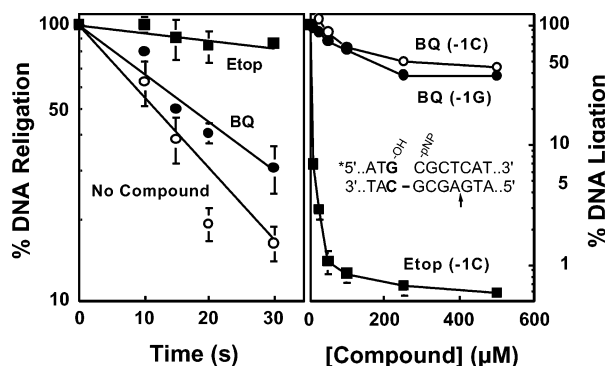 % DNA Religation
100
50
10
Etop
BQ
No Compound
0
10
20
30
Time (s)
BQ (-1C)
BQ (-1G)
-OH
-pNP
*5'..ATG CGCTCAT..3'
3'..TAC – GCGAGTA..5'
Etop (-1C)
100
50
10
5
1
% DNA Ligation
0
200
400
600
[Compound] (µM)